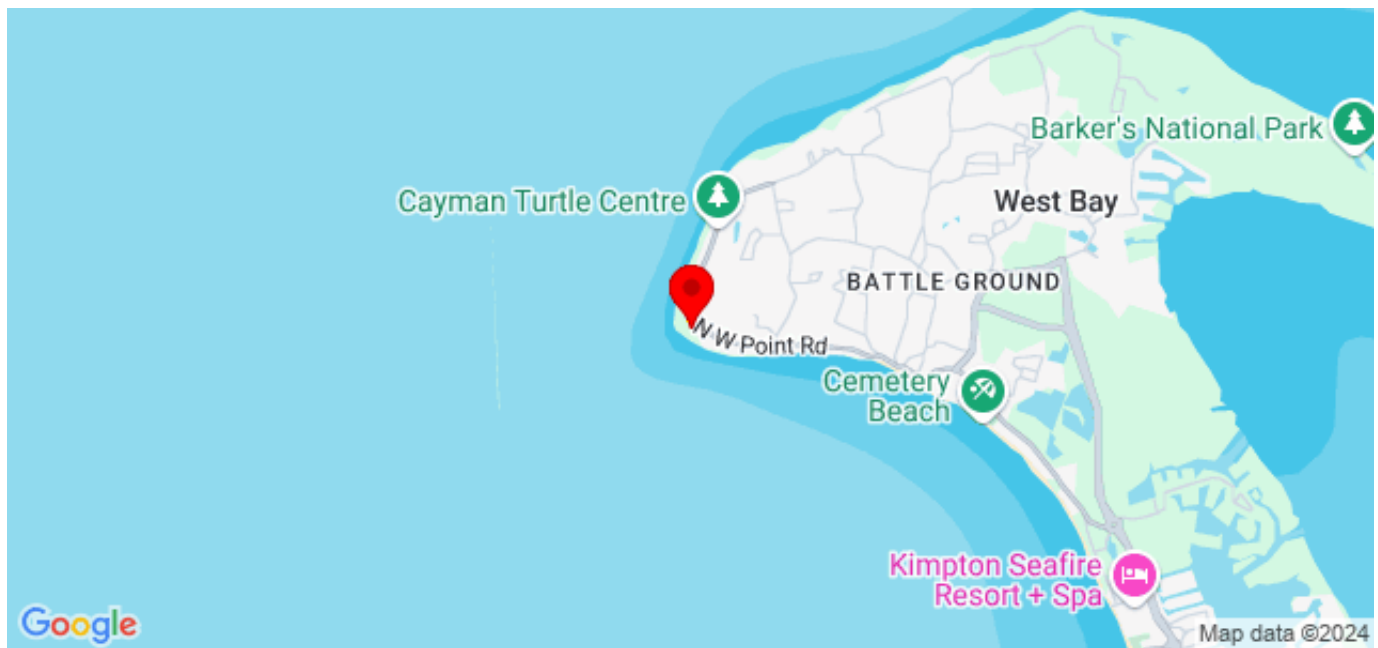 Barker's National Park
Cayman Turtle Centre
West Bay
BATTLE GROUND
N W Point Rd
Cemetery
Beach
Kimpton Seafire
Resort + Spa
Google
Map data ©2024